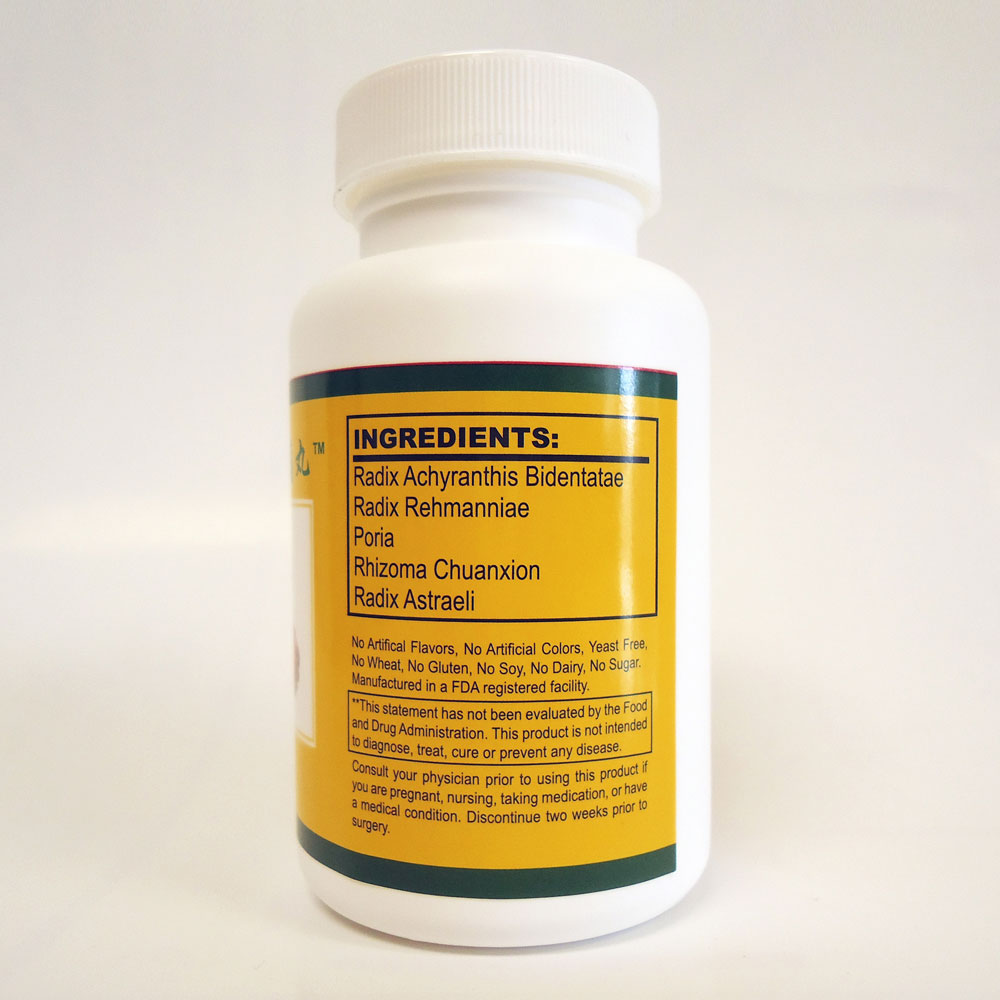 丸™
INGREDIENTS:
Radix Achyranthis Bidentatae
Radix Rehmanniae
Poria
Rhizoma Chuanxion
Radix Astraeli
No Artifical Flavors, No Artificial Colors, Yeast Free,
No Wheat, No Gluten, No Soy, No Dairy, No Sugar.
Manufactured in a FDA registered facility.
**This statement has not been evaluated by the Food
and Drug Administration. This product is not intended
to diagnose, treat, cure or prevent any disease.
Consult your physician prior to using this product if
you are pregnant, nursing, taking medication, or have
a medical condition. Discontinue two weeks prior to
surgery.